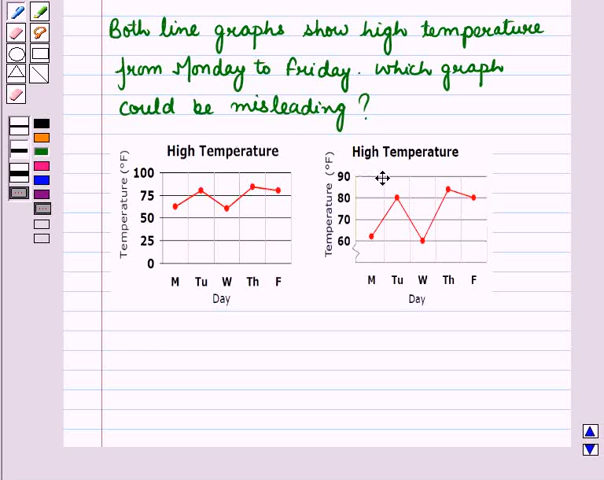 Both line graphs show high temperature
from Monday to Friday. which graph
could be misleading?
High Temperature
Temperature (°F)
100
75
50
25
0
M Tu W Th F
Day
High Temperature
Temperature (°F)
90
80
70
60
M Tu W Th F
Day